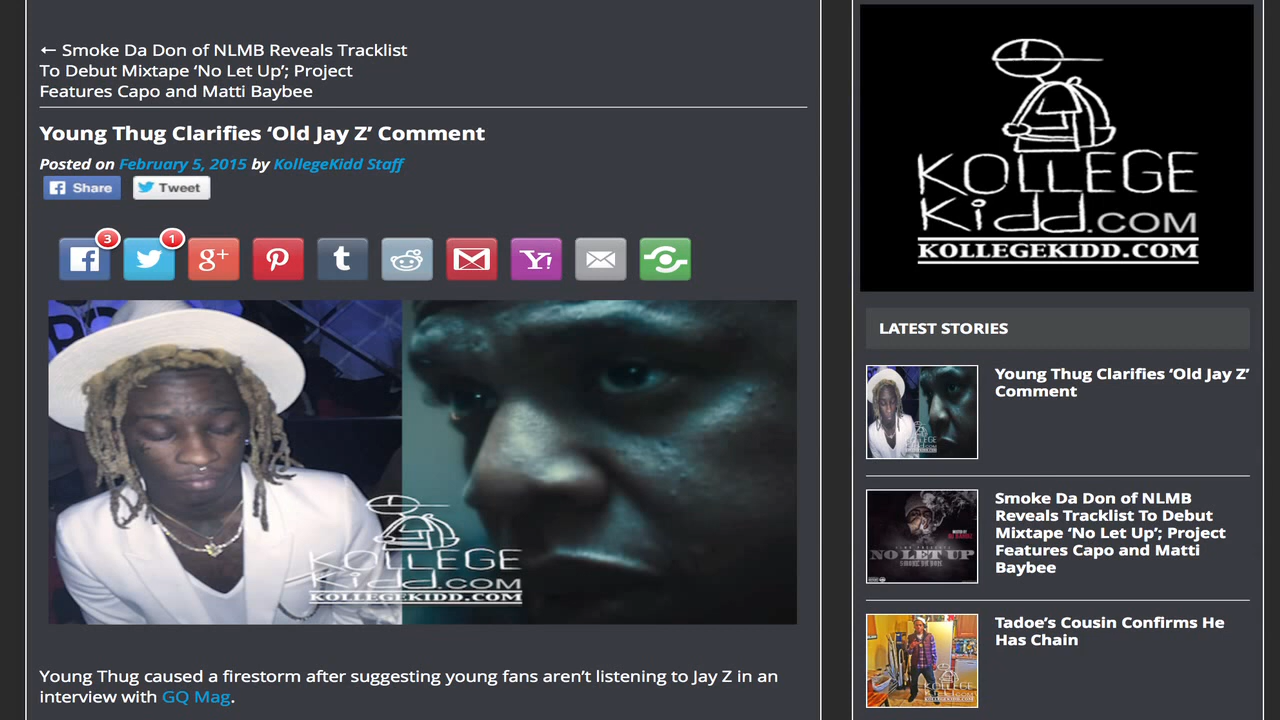 ← Smoke Da Don of NLMB Reveals Tracklist
To Debut Mixtape ‘No Let Up’; Project
Features Capo and Matti Baybee
Young Thug Clarifies ‘Old Jay Z’ Comment
Posted on February 5, 2015 by KollegeKidd Staff
Share
Tweet
3
1
KOLLEGE
Kidd.COM
KOLLEGEKIDD.COM
Young Thug caused a firestorm after suggesting young fans aren’t listening to Jay Z in an
interview with GQ Mag.
KOLLEGE
Kidd.COM
KOLLEGEKIDD.COM
LATEST STORIES
Young Thug Clarifies ‘Old Jay Z’
Comment
NO LET UP
SMOKE DA DON
Smoke Da Don of NLMB
Reveals Tracklist To Debut
Mixtape ‘No Let Up’; Project
Features Capo and Matti
Baybee
Tadoe’s Cousin Confirms He
Has Chain